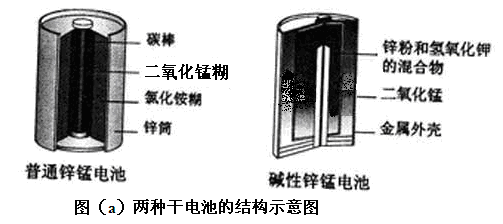 碳棒
二氧化锰糊
氯化铵糊
锌筒
普通锌锰电池
锌粉和氢氧化钾
的混合物
二氧化锰
金属外壳
碱性锌锰电池
图（a）两种干电池的结构示意图